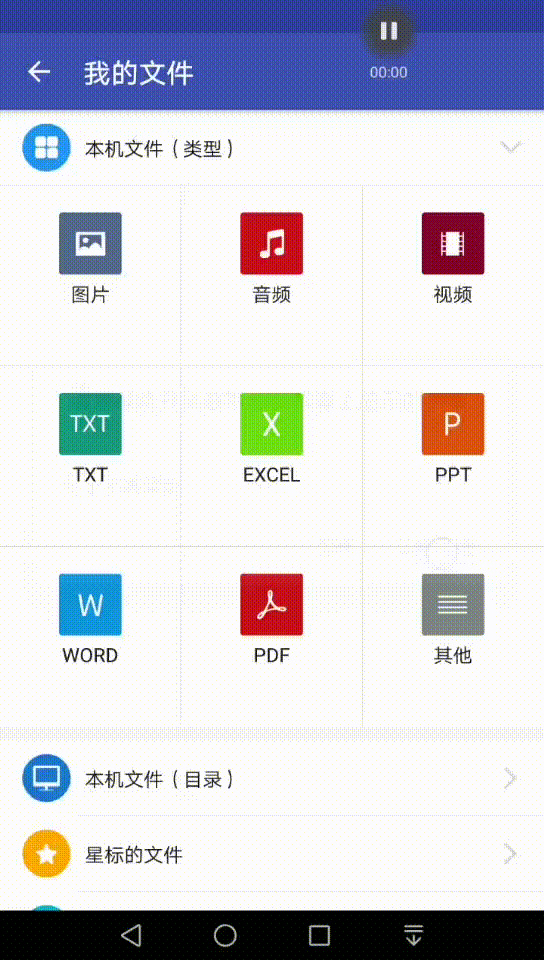 00:00
我的文件
本机文件（类型）
图片 音频 视频
TXT X P
TXT EXCEL PPT
W
WORD PDF 其他
本机文件（目录）
星标的文件